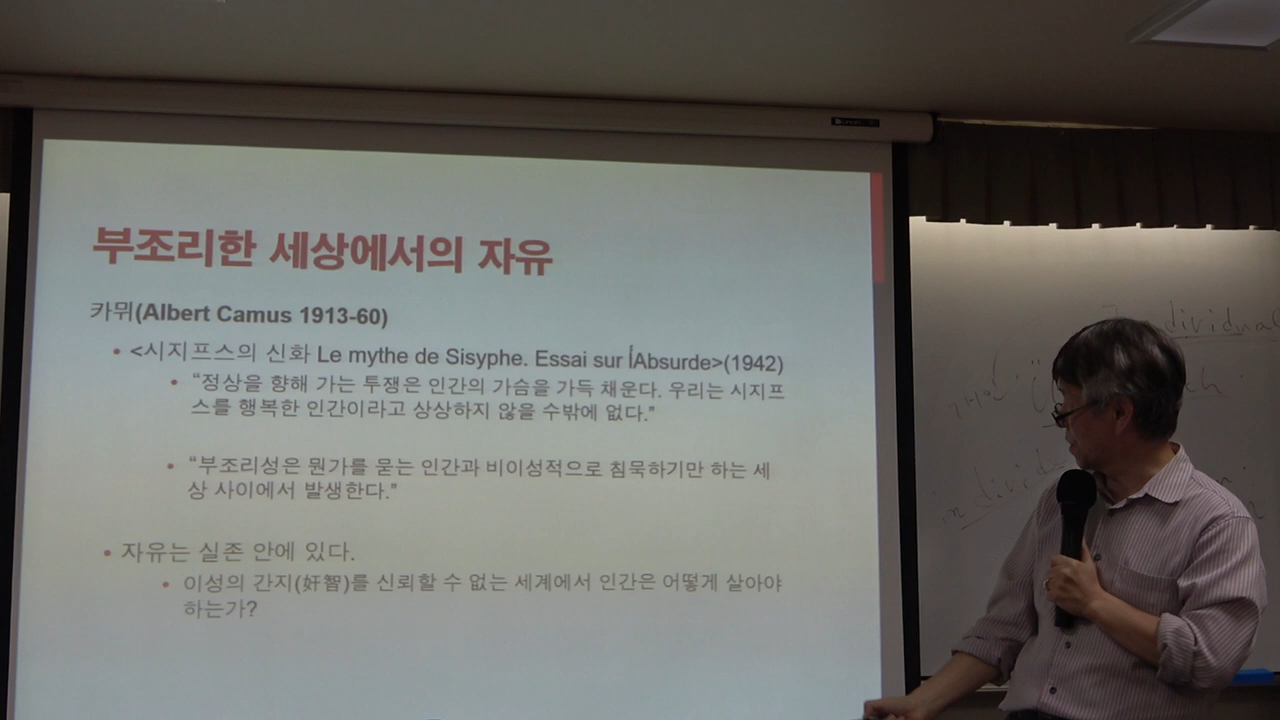 부조리한 세상에서의 자유
카뮈(Albert Camus 1913-60)
• <시지프스의 신화 Le mythe de Sisyphe. Essai sur ĺAbsurde>(1942)
• “정상을 향해 가는 투쟁은 인간의 가슴을 가득 채운다. 우리는 시지프
스를 행복한 인간이라고 상상하지 않을 수밖에 없다.”
• “부조리성은 뭔가를 묻는 인간과 비이성적으로 침묵하기만 하는 세
상 사이에서 발생한다.”
• 자유는 실존 안에 있다.
• 이성의 간지(奸智)를 신뢰할 수 없는 세계에서 인간은 어떻게 살아야
하는가?
개인